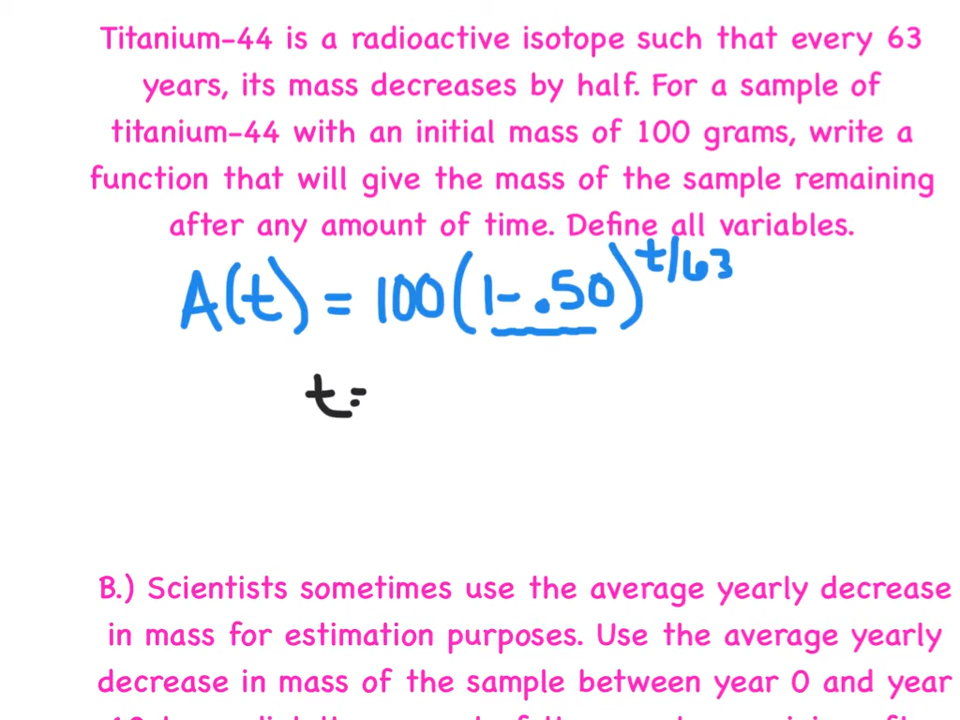 Titanium-44 is a radioactive isotope such that every 63
years, its mass decreases by half. For a sample of
titanium-44 with an initial mass of 100 grams, write a
function that will give the mass of the sample remaining
after any amount of time. Define all variables.
A(t) = 100(1-.50)^t/63
t=
B.) Scientists sometimes use the average yearly decrease
in mass for estimation purposes. Use the average yearly
decrease in mass of the sample between year 0 and year